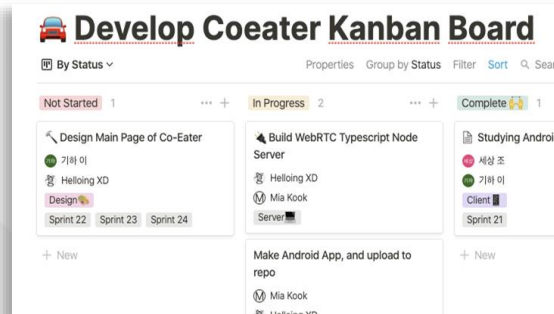 Develop Coeater Kanban Board
By Status
Properties Group by Status Filter Sort
Not Started 1
In Progress 2
Complete 1
Design Main Page of Co-Eater
기하 이
Helloing XD
Design
Sprint 22 Sprint 23 Sprint 24
+ New
Build WebRTC Typescript Node
Server
Helloing XD
Mia Kook
Server
Make Android App, and upload to
repo
Mia Kook
Helloing XD
Studying Androi
세상 조
기하 이
Client
Sprint 21
+ New